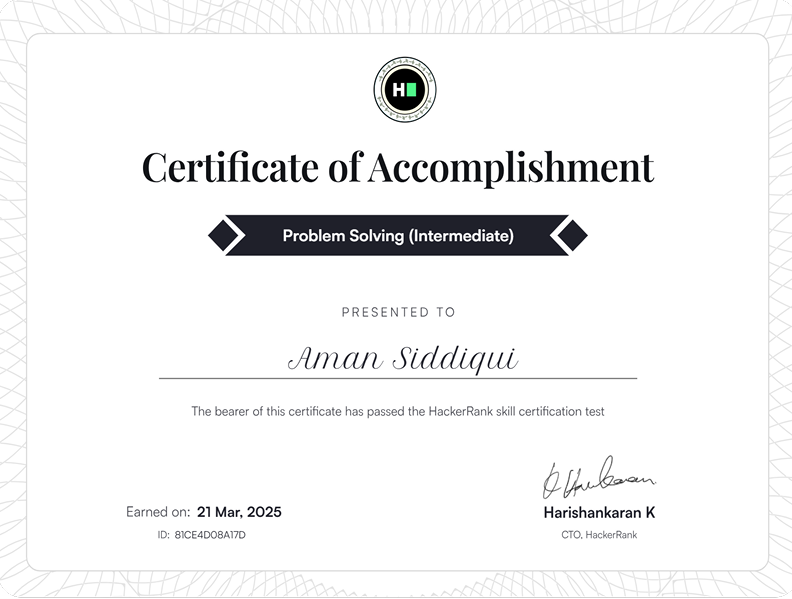 H
Certificate of Accomplishment
Problem Solving (Intermediate)
PRESENTED TO
Aman Siddiqui
The bearer of this certificate has passed the HackerRank skill certification test
Earned on: 21 Mar, 2025
ID: 81CE4D08A17D
Harishankaran K
CTO, HackerRank